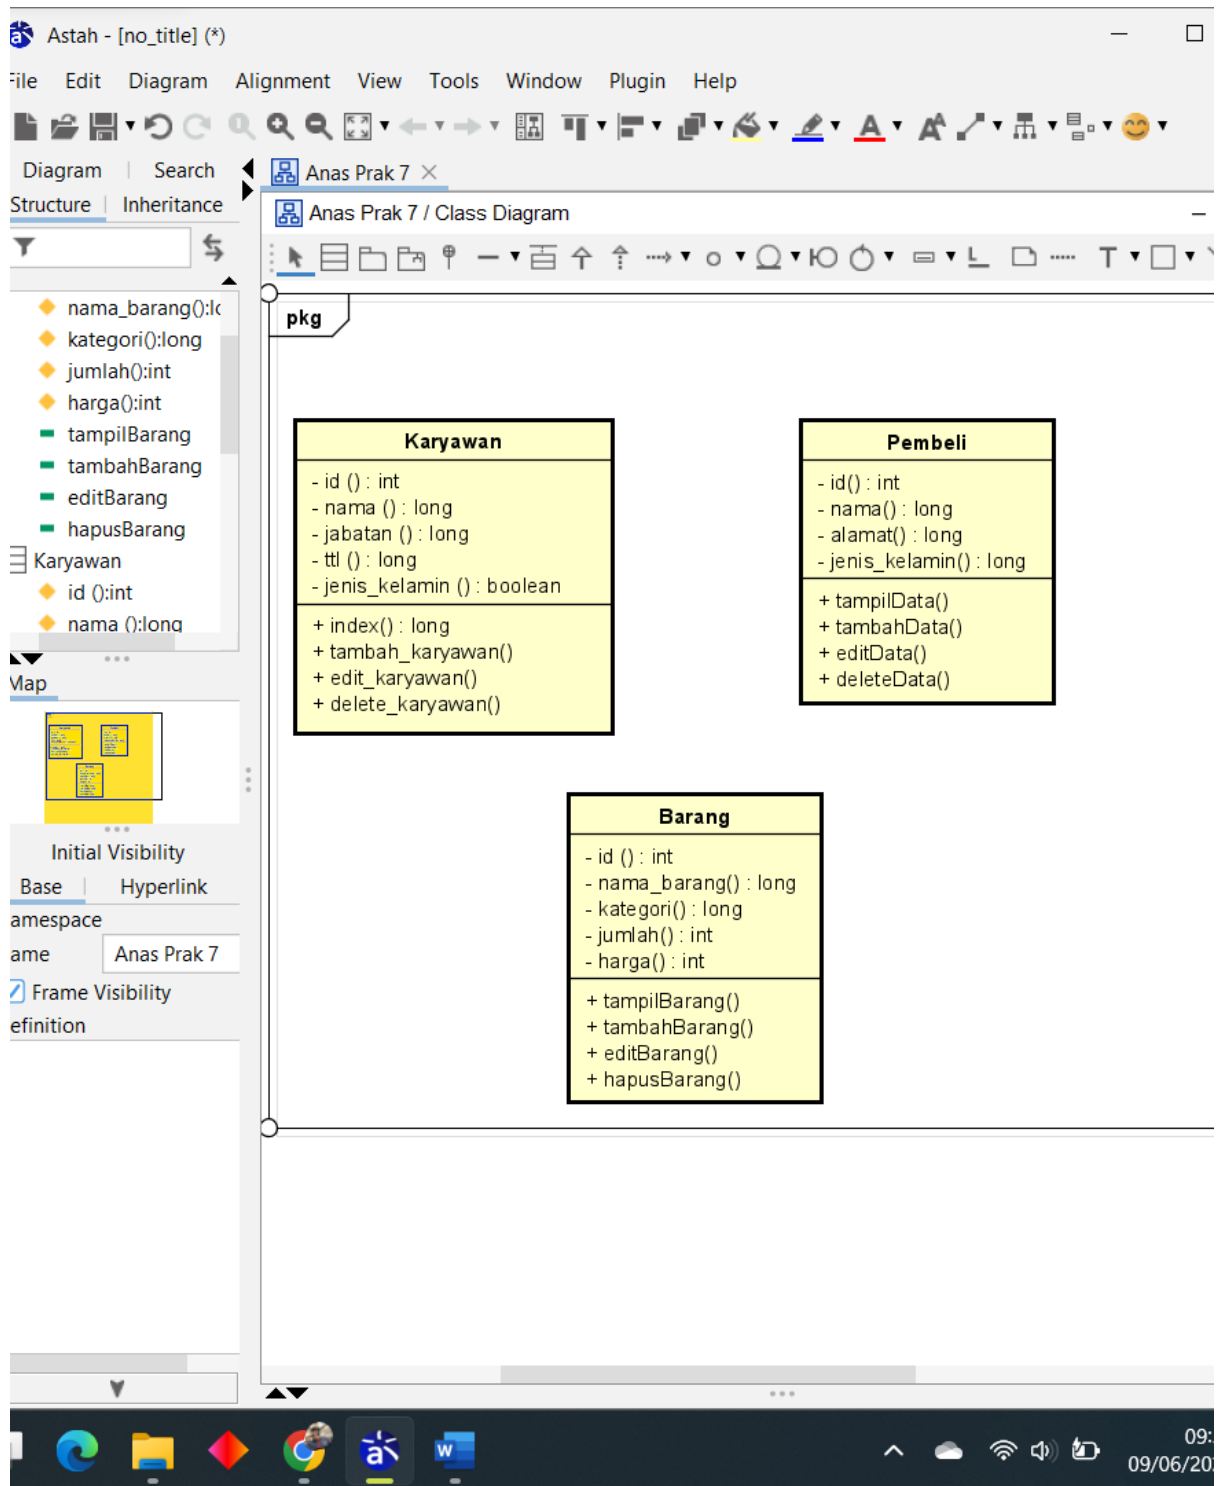 Astah - [no_title] (*)
File Edit Diagram Alignment View Tools Window Plugin Help
Diagram Search
Structure Inheritance
Anas Prak 7
Anas Prak 7 / Class Diagram
nama_barang():lo
kategori():long
jumlah():int
harga():int
tampilBarang
tambahBarang
editBarang
hapusBarang
Karyawan
id ():int
nama ():long
Map
Initial Visibility
Base Hyperlink
amespace
ame Anas Prak 7
Frame Visibility
efinition
pkg
Karyawan
- id () : int
- nama () : long
- jabatan () : long
- ttl () : long
- jenis_kelamin () : boolean
+ index() : long
+ tambah_karyawan()
+ edit_karyawan()
+ delete_karyawan()
Pembeli
- id() : int
- nama() : long
- alamat() : long
- jenis_kelamin() : long
+ tampilData()
+ tambahData()
+ editData()
+ deleteData()
Barang
- id () : int
- nama_barang() : long
- kategori() : long
- jumlah() : int
- harga() : int
+ tampilBarang()
+ tambahBarang()
+ editBarang()
+ hapusBarang()
09:
09/06/20